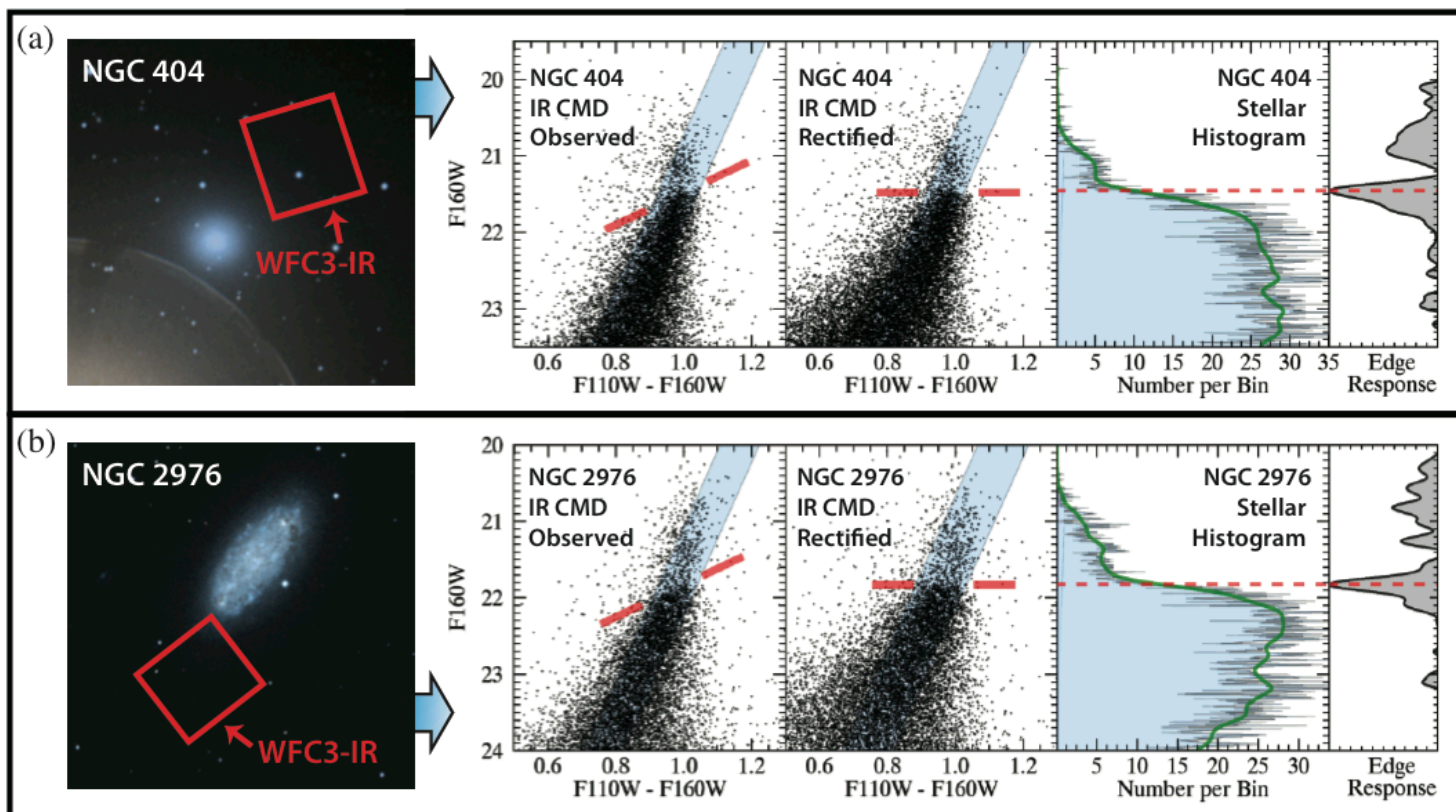 (a)
NGC 404
WFC3-IR
F160W
20
21
22
23
NGC 404
IR CMD
Observed
0.6 0.8 1.0 1.2
F110W - F160W
NGC 404
IR CMD
Rectified
0.6 0.8 1.0 1.2
F110W - F160W
NGC 404
Stellar
Histogram
5 10 15 20 25 30 35
Number per Bin
Edge
Response
(b)
NGC 2976
WFC3-IR
F160W
20
21
22
23
24
NGC 2976
IR CMD
Observed
0.6 0.8 1.0 1.2
F110W - F160W
NGC 2976
IR CMD
Rectified
0.6 0.8 1.0 1.2
F110W - F160W
NGC 2976
Stellar
Histogram
5 10 15 20 25 30
Number per Bin
Edge
Response